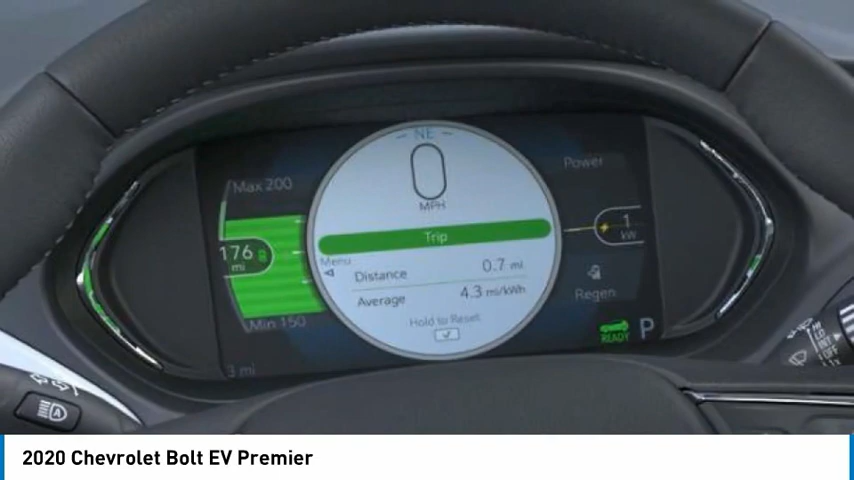 NE
0
MPH
Trip
Menu
Distance 0.7 mi
Average 4.3 mi/kWh
Hold to Reset
Max 200
176
mi
Min 150
3 mi
Power
1
kW
Regen
READY P
A
2020 Chevrolet Bolt EV Premier